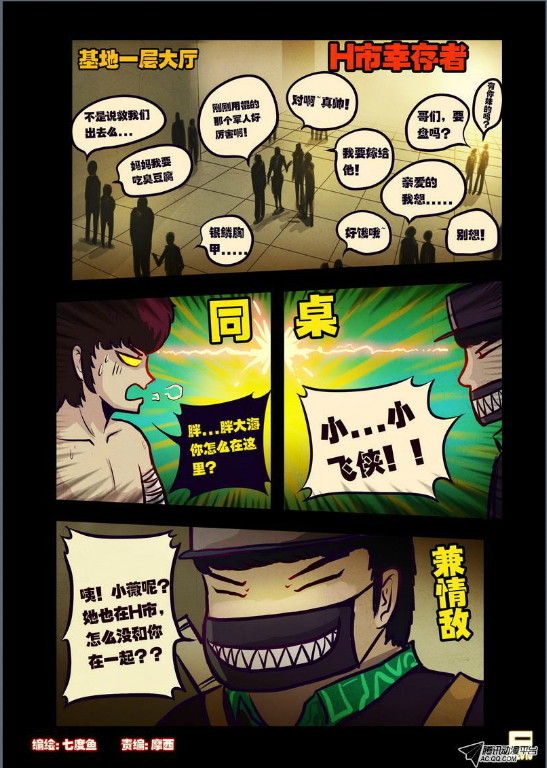 基地一层大厅
H市幸存者
不是说救我们
出去么...
妈妈我要
吃臭豆腐
刚刚用锟的
那个军人好
厉害啊！
对啊~真帅！
我要嫁给
他！
哥们，要
盘吗？
有你妹的吗？
亲爱的
我想.....
银鳞胸
甲.....
好饿哦~
别想！
同桌
胖...胖大海
你怎么在这
里？
小...小
飞侠！！
兼情敌
咦！小薇呢？
她也在H市，
怎么没和你
在一起？？
编绘：七度鱼
责编：摩西
腾讯动漫平台
AC.QQ.COM